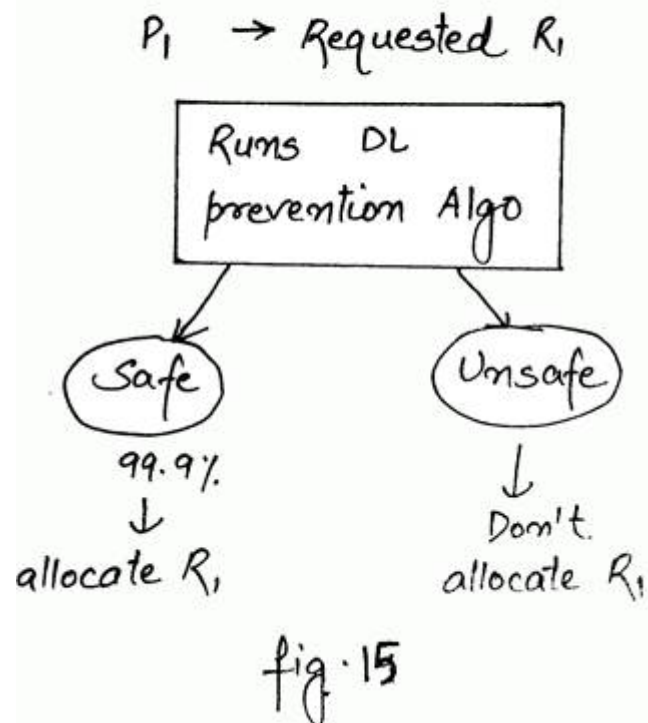 P₁ → Requested R₁
Runs DL
prevention Algo
Safe
Unsafe
99.9%
↓
↓
allocate R₁
Don't
allocate R₁
fig. 15